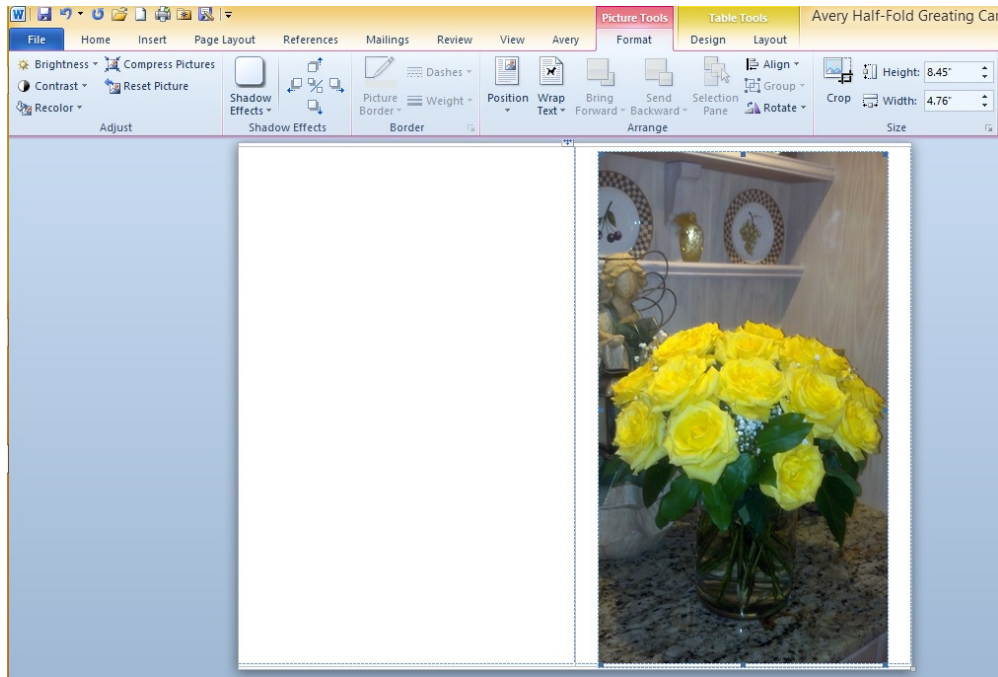 W
Picture Tools
Table Tools
Avery Half-Fold Greeting Car
File
Home
Insert
Page Layout
References
Mailings
Review
View
Avery
Format
Design
Layout
Brightness
Compress Pictures
Contrast
Reset Picture
Recolor
Adjust
Shadow
Effects
Shadow Effects
Picture
Border
Dashes
Weight
Border
Position
Wrap
Text
Bring
Forward
Send
Backward
Selection
Pane
Align
Group
Rotate
Arrange
Crop
Height: 8.45"
Width: 4.76"
Size